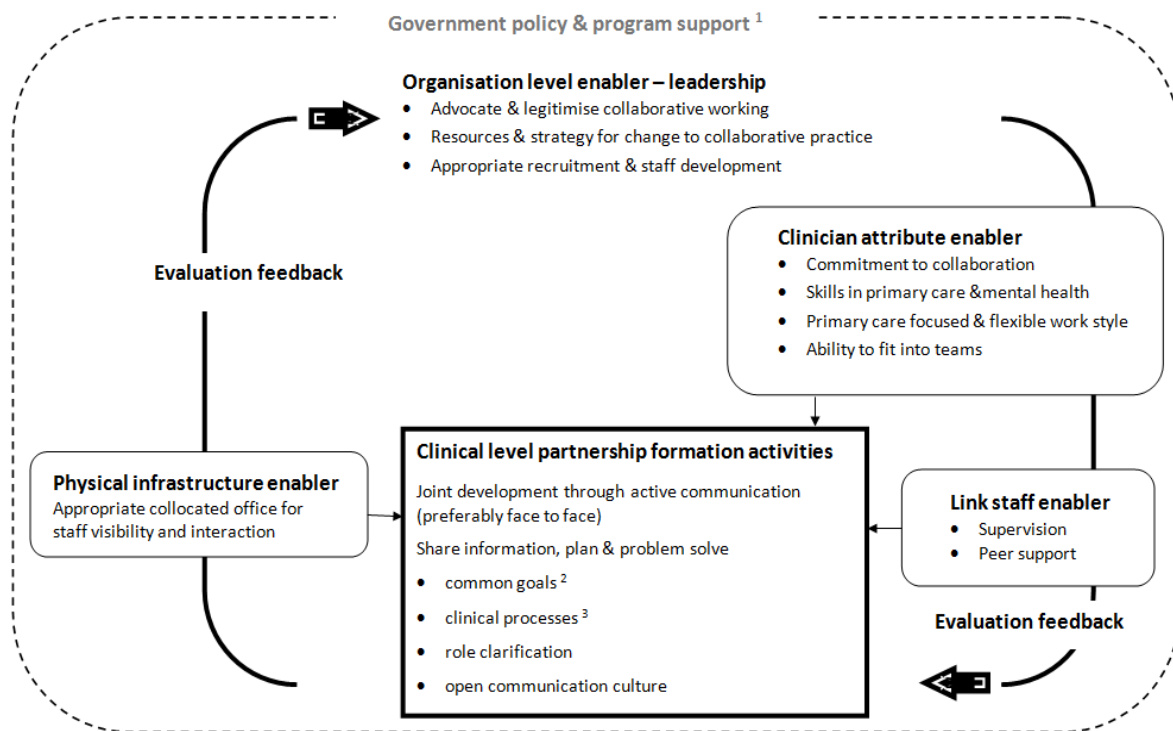 Government policy & program support 1
Organisation level enabler – leadership
• Advocate & legitimise collaborative working
• Resources & strategy for change to collaborative practice
• Appropriate recruitment & staff development
Clinician attribute enabler
• Commitment to collaboration
• Skills in primary care &mental health
• Primary care focused & flexible work style
• Ability to fit into teams
Evaluation feedback
Physical infrastructure enabler
Appropriate collocated office for
staff visibility and interaction
Clinical level partnership formation activities
Joint development through active communication
(preferably face to face)
Share information, plan & problem solve
• common goals 2
• clinical processes 3
• role clarification
• open communication culture
Link staff enabler
• Supervision
• Peer support
Evaluation feedback